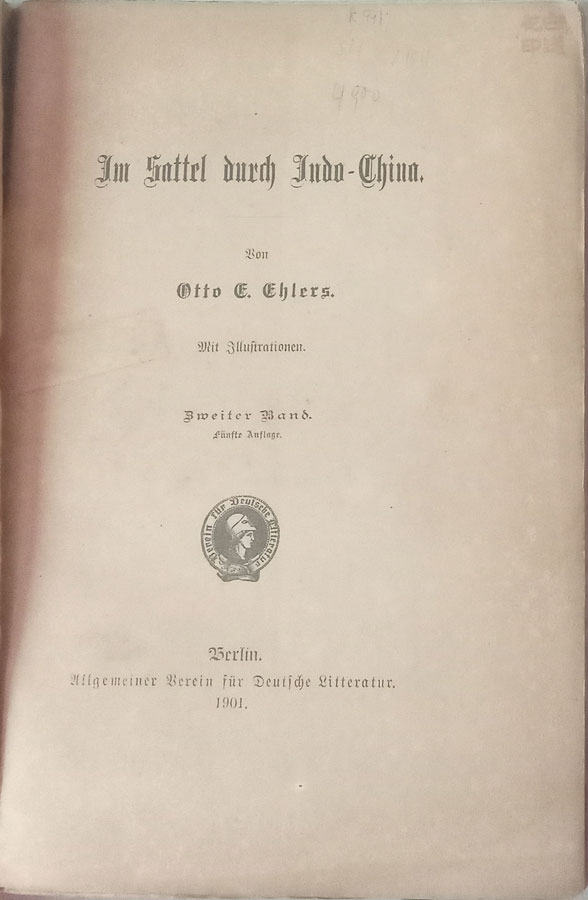 Im Sattel durch Indo-China.
Von
Otto E. Ehlers.
Mit Illustrationen.
Zweiter Band.
Fünfte Auflage.
Verein für Deutsche Litteratur
Berlin.
Allgemeiner Verein für Deutsche Litteratur.
1901.